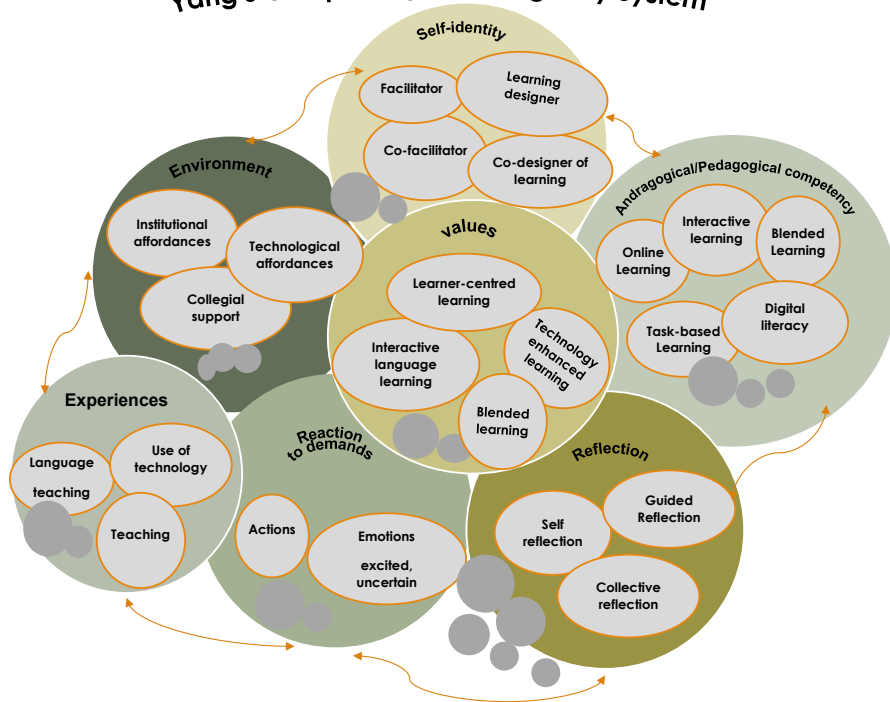 Self-identity
Facilitator
Learning
designer
Co-facilitator
Co-designer of
learning
Environment
Institutional
affordances
Technological
affordances
Collegial
support
Andragogical/Pedagogical competency
Online
Learning
Interactive
learning
Blended
Learning
Task-based
Learning
Digital
literacy
values
Learner-centred
learning
Interactive
language
learning
Technology
enhanced
learning
Blended
learning
Experiences
Language
teaching
Use of
technology
Teaching
Reaction
to demands
Actions
Emotions
excited,
uncertain
Reflection
Self
reflection
Guided
Reflection
Collective
reflection